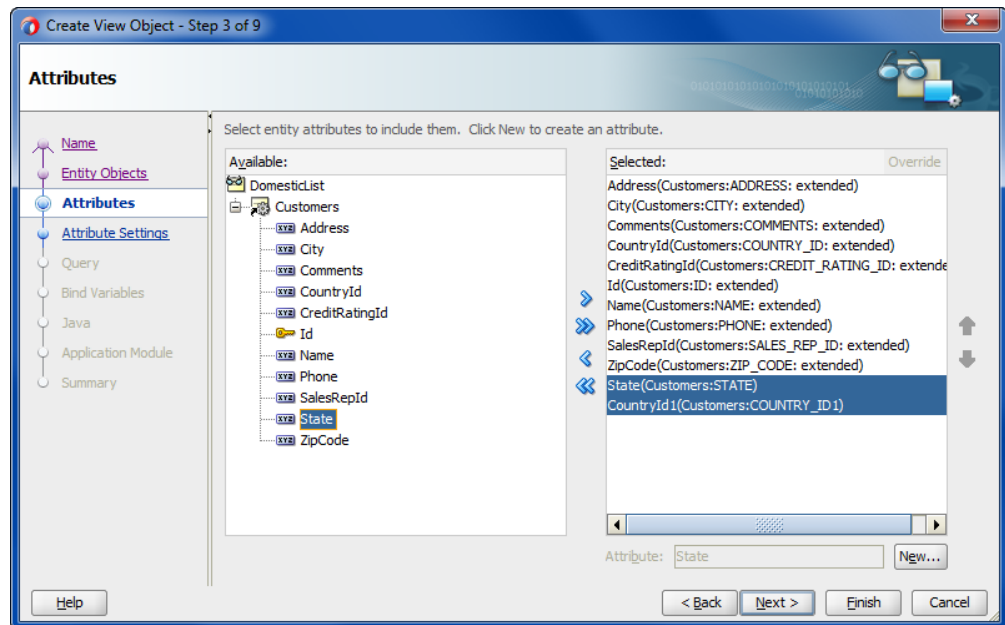 Create View Object - Step 3 of 9
Attributes
Name
Entity Objects
Attributes
Attribute Settings
Query
Bind Variables
Java
Application Module
Summary
Select entity attributes to include them. Click New to create an attribute.
Available:
DomesticList
Customers
Address
City
Comments
CountryId
CreditRatingId
Id
Name
Phone
SalesRepId
State
ZipCode
Selected: Override
Address(Customers:ADDRESS: extended)
City(Customers:CITY: extended)
Comments(Customers:COMMENTS: extended)
CountryId(Customers:COUNTRY_ID: extended)
CreditRatingId(Customers:CREDIT_RATING_ID: extende
Id(Customers:ID: extended)
Name(Customers:NAME: extended)
Phone(Customers:PHONE: extended)
SalesRepId(Customers:SALES_REP_ID: extended)
ZipCode(Customers:ZIP_CODE: extended)
State(Customers:STATE)
CountryId1(Customers:COUNTRY_ID1)
Attribute: State New...
Help < Back Next > Finish Cancel